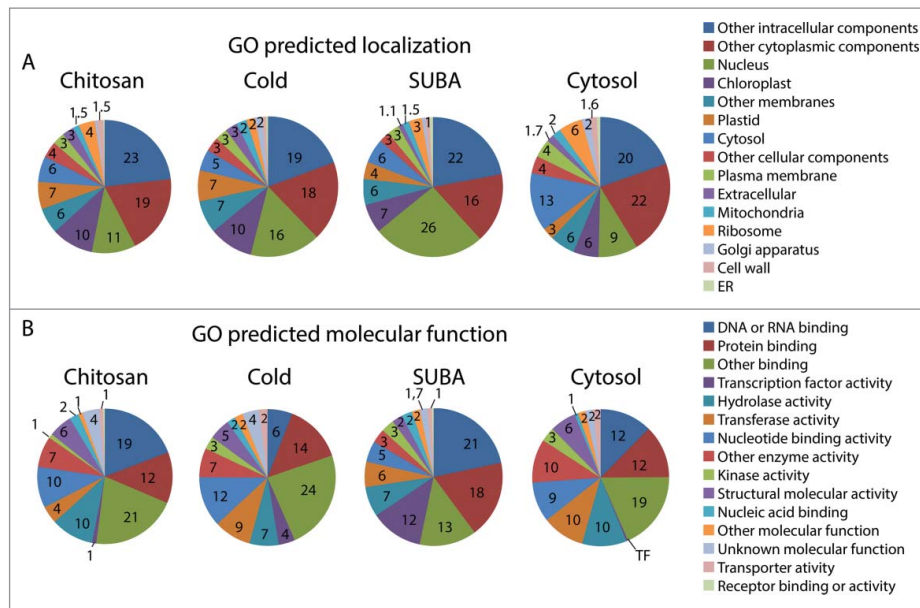 A
GO predicted localization
Chitosan
Cold
SUBA
Cytosol
23
19
11
10
6
7
6
4
3
3
1.5
4
1.5
19
18
16
10
7
7
5
3
3
3
2
2
2
22
16
26
7
6
4
6
3
3
1.1
1.5
3
1
20
22
9
6
6
3
13
4
4
1.7
2
6
2
1.6
Other intracellular components
Other cytoplasmic components
Nucleus
Chloroplast
Other membranes
Plastid
Cytosol
Other cellular components
Plasma membrane
Extracellular
Mitochondria
Ribosome
Golgi apparatus
Cell wall
ER
B
GO predicted molecular function
Chitosan
Cold
SUBA
Cytosol
19
12
21
1
10
4
10
7
1
6
2
1
4
1
6
14
24
4
7
9
12
7
3
5
2
2
4
2
21
18
13
12
7
6
5
3
3
2
2
2
1,7
1
12
12
19
TF
10
10
9
10
3
6
1
2
2
2
DNA or RNA binding
Protein binding
Other binding
Transcription factor activity
Hydrolase activity
Transferase activity
Nucleotide binding activity
Other enzyme activity
Kinase activity
Structural molecular activity
Nucleic acid binding
Other molecular function
Unknown molecular function
Transporter ativity
Receptor binding or activity